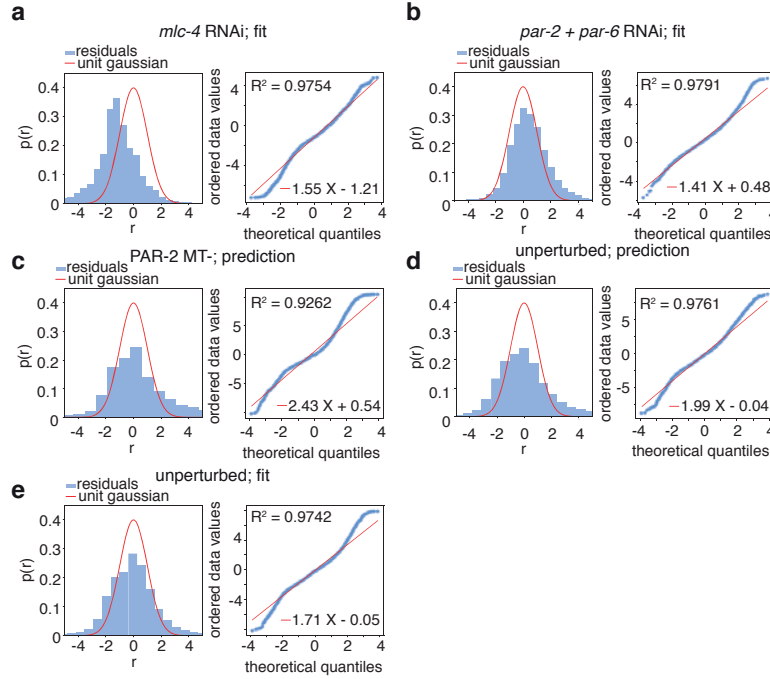 a
mlc-4 RNAi; fit
residuals
unit gaussian
0.4
0.3
0.2
0.1
0
p(r)
-4 -2 0 2 4
r
ordered data values
4
0
-4
R² = 0.9754
1.55 X - 1.21
-4 -2 0 2 4
theoretical quantiles
b
par-2 + par-6 RNAi; fit
residuals
unit gaussian
0.4
0.3
0.2
0.1
0
p(r)
-4 -2 0 2 4
r
ordered data values
4
0
-4
R² = 0.9791
1.41 X + 0.48
-4 -2 0 2 4
theoretical quantiles
c
PAR-2 MT-; prediction
residuals
unit gaussian
0.4
0.3
0.2
0.1
0
p(r)
-4 -2 0 2 4
r
ordered data values
5
0
-5
R² = 0.9262
2.43 X + 0.54
-4 -2 0 2 4
theoretical quantiles
d
unperturbed; prediction
residuals
unit gaussian
0.4
0.3
0.2
0.1
0
p(r)
-4 -2 0 2 4
r
ordered data values
5
0
-5
R² = 0.9761
1.99 X - 0.04
-4 -2 0 2 4
theoretical quantiles
e
unperturbed; fit
residuals
unit gaussian
0.4
0.3
0.2
0.1
0
p(r)
-4 -2 0 2 4
r
ordered data values
4
0
-4
R² = 0.9742
1.71 X - 0.05
-4 -2 0 2 4
theoretical quantiles